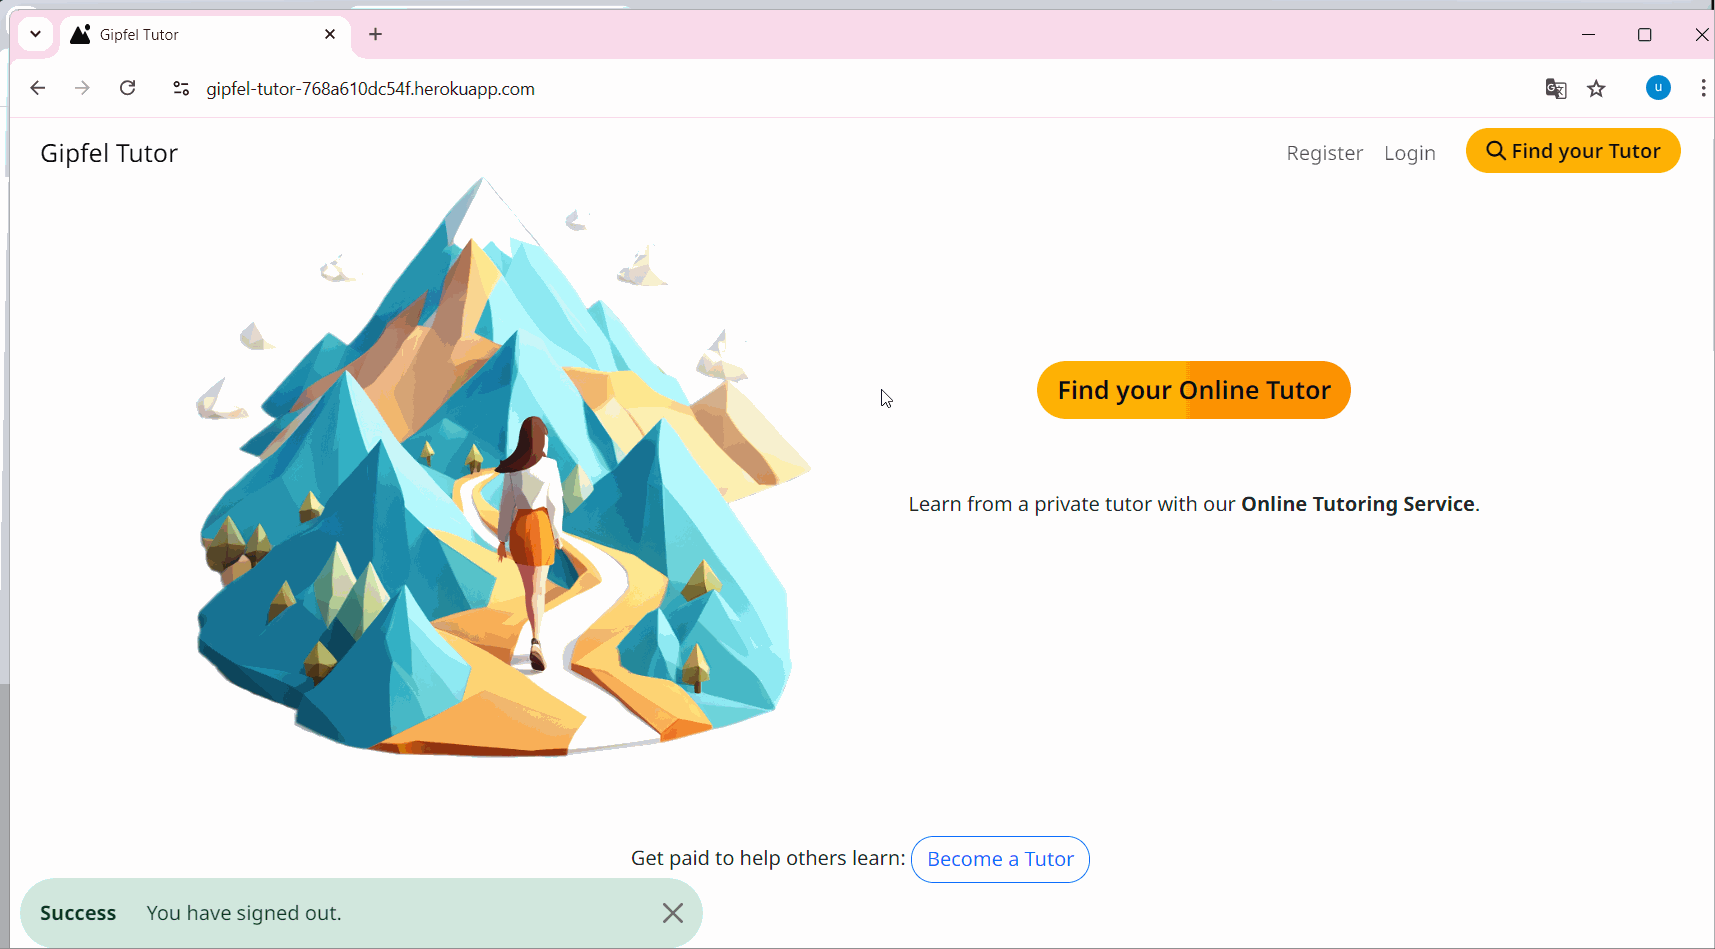 Gipfel Tutor
gipfel-tutor-768a610dc54f.herokuapp.com
u
Gipfel Tutor
Register
Login
Find your Tutor
Find your Online Tutor
Learn from a private tutor with our Online Tutoring Service.
Get paid to help others learn:
Become a Tutor
Success
You have signed out.